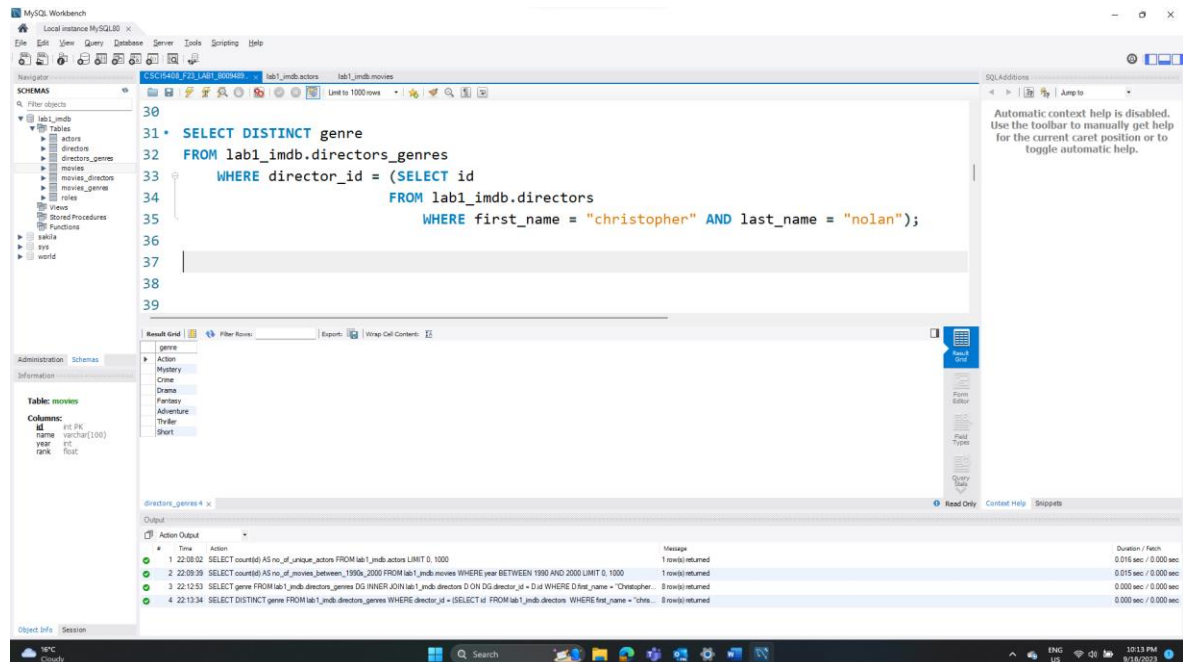 MySQL Workbench
Local instance MySQL80 ×
File Edit View Query Database Server Tools Scripting Help
Navigator
SCHEMAS
Filter objects
lab1_imdb
Tables
actors
directors
directors_genres
movies
movies_directors
movies_genres
roles
Views
Stored Procedures
Functions
sakila
sys
world
Administration Schemas
Information
Table: movies
Columns:
id int PK
name varchar(100)
year int
rank float
Object Info Session
lab1_imdb.actors lab1_imdb.movies
Limit to 1000 rows
30
31 SELECT DISTINCT genre
32 FROM lab1_imdb.directors_genres
33 WHERE director_id = (SELECT id
34 FROM lab1_imdb.directors
35 WHERE first_name = "christopher" AND last_name = "nolan");
36
37
38
39
Result Grid Filter Rows: Export: Wrap Cell Content:
genre
Action
Mystery
Crime
Drama
Fantasy
Adventure
Thriller
Short
Result Grid
Form Editor
Field Types
Query Stats
directors_genres 4 × Read Only
Output
Action Output
# Time Action Message Duration / Fetch
1 22:08:02 SELECT count(id) AS no_of_unique_actors FROM lab1_imdb.actors LIMIT 0, 1000 1 row(s) returned 0.016 sec / 0.000 sec
2 22:09:39 SELECT count(id) AS no_of_movies_between_1990s_2000 FROM lab1_imdb.movies WHERE year BETWEEN 1990 AND 2000 LIMIT 0, 1000 1 row(s) returned 0.015 sec / 0.000 sec
3 22:12:53 SELECT genre FROM lab1_imdb.directors_genres DG INNER JOIN lab1_imdb.directors D ON DG.director_id = D.id WHERE D.first_name = "Christopher... 8 row(s) returned 0.000 sec / 0.000 sec
4 22:13:34 SELECT DISTINCT genre FROM lab1_imdb.directors_genres WHERE director_id = (SELECT id FROM lab1_imdb.directors WHERE first_name = "chris... 8 row(s) returned 0.000 sec / 0.000 sec
SQLAdditions
Jump to
Automatic context help is disabled.
Use the toolbar to manually get help
for the current caret position or to
toggle automatic help.
Context Help Snippets
16°C
Cloudy
Search
ENG
US
10:13 PM
9/18/2023